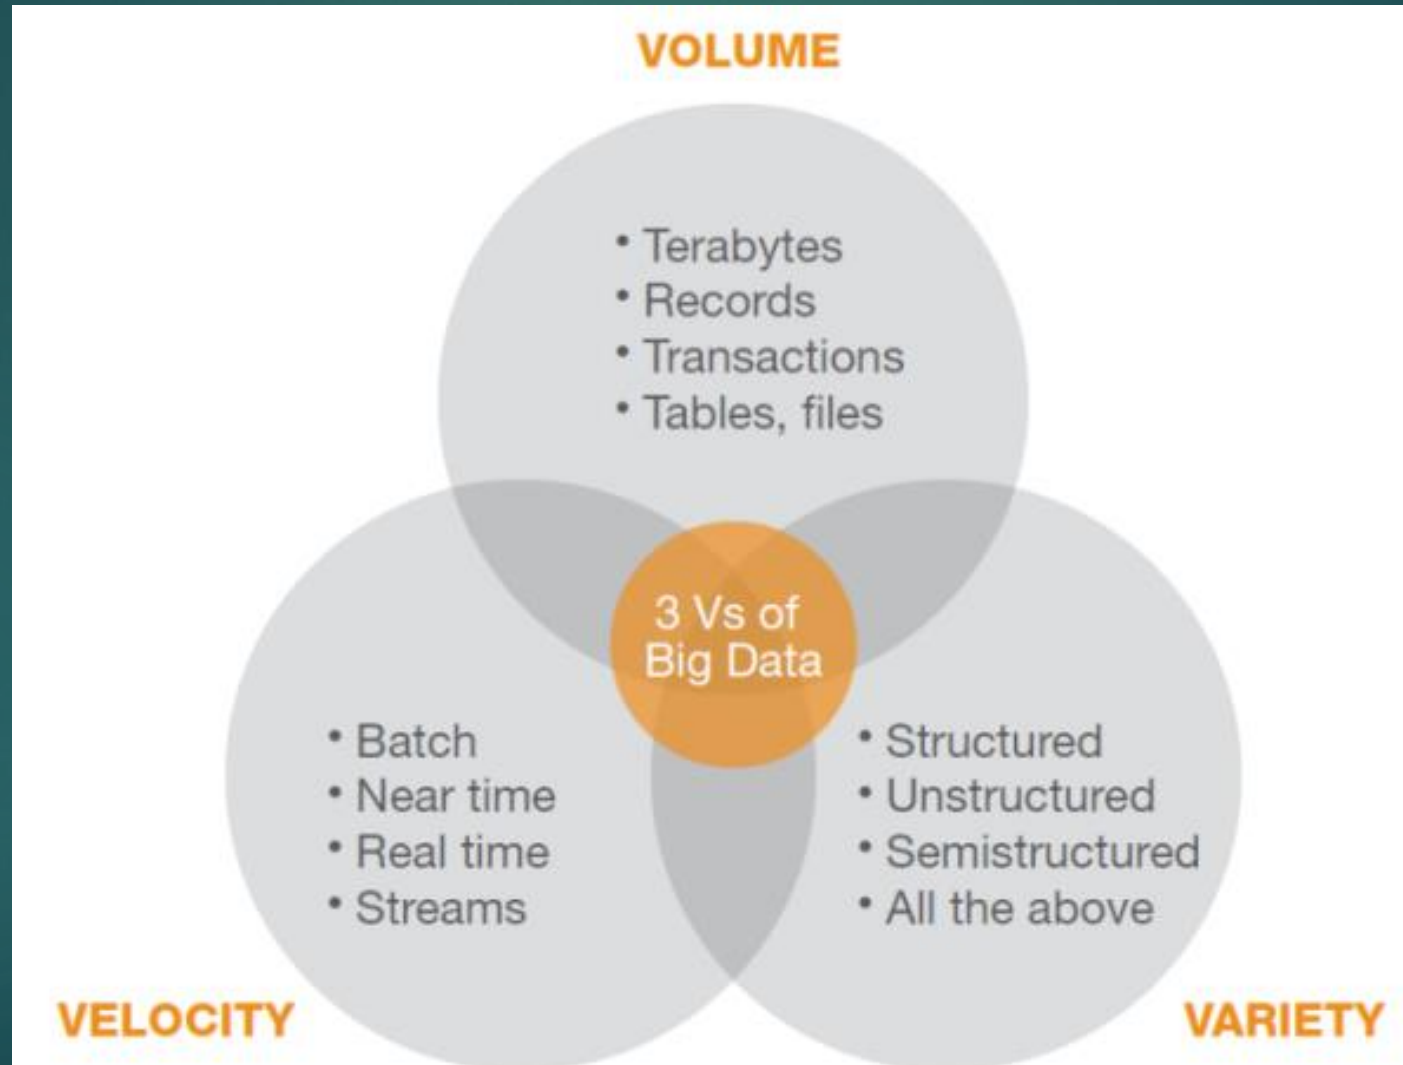 VOLUME
• Terabytes
• Records
• Transactions
• Tables, files
3 Vs of
Big Data
• Batch
• Near time
• Real time
• Streams
• Structured
• Unstructured
• Semistructured
• All the above
VELOCITY
VARIETY